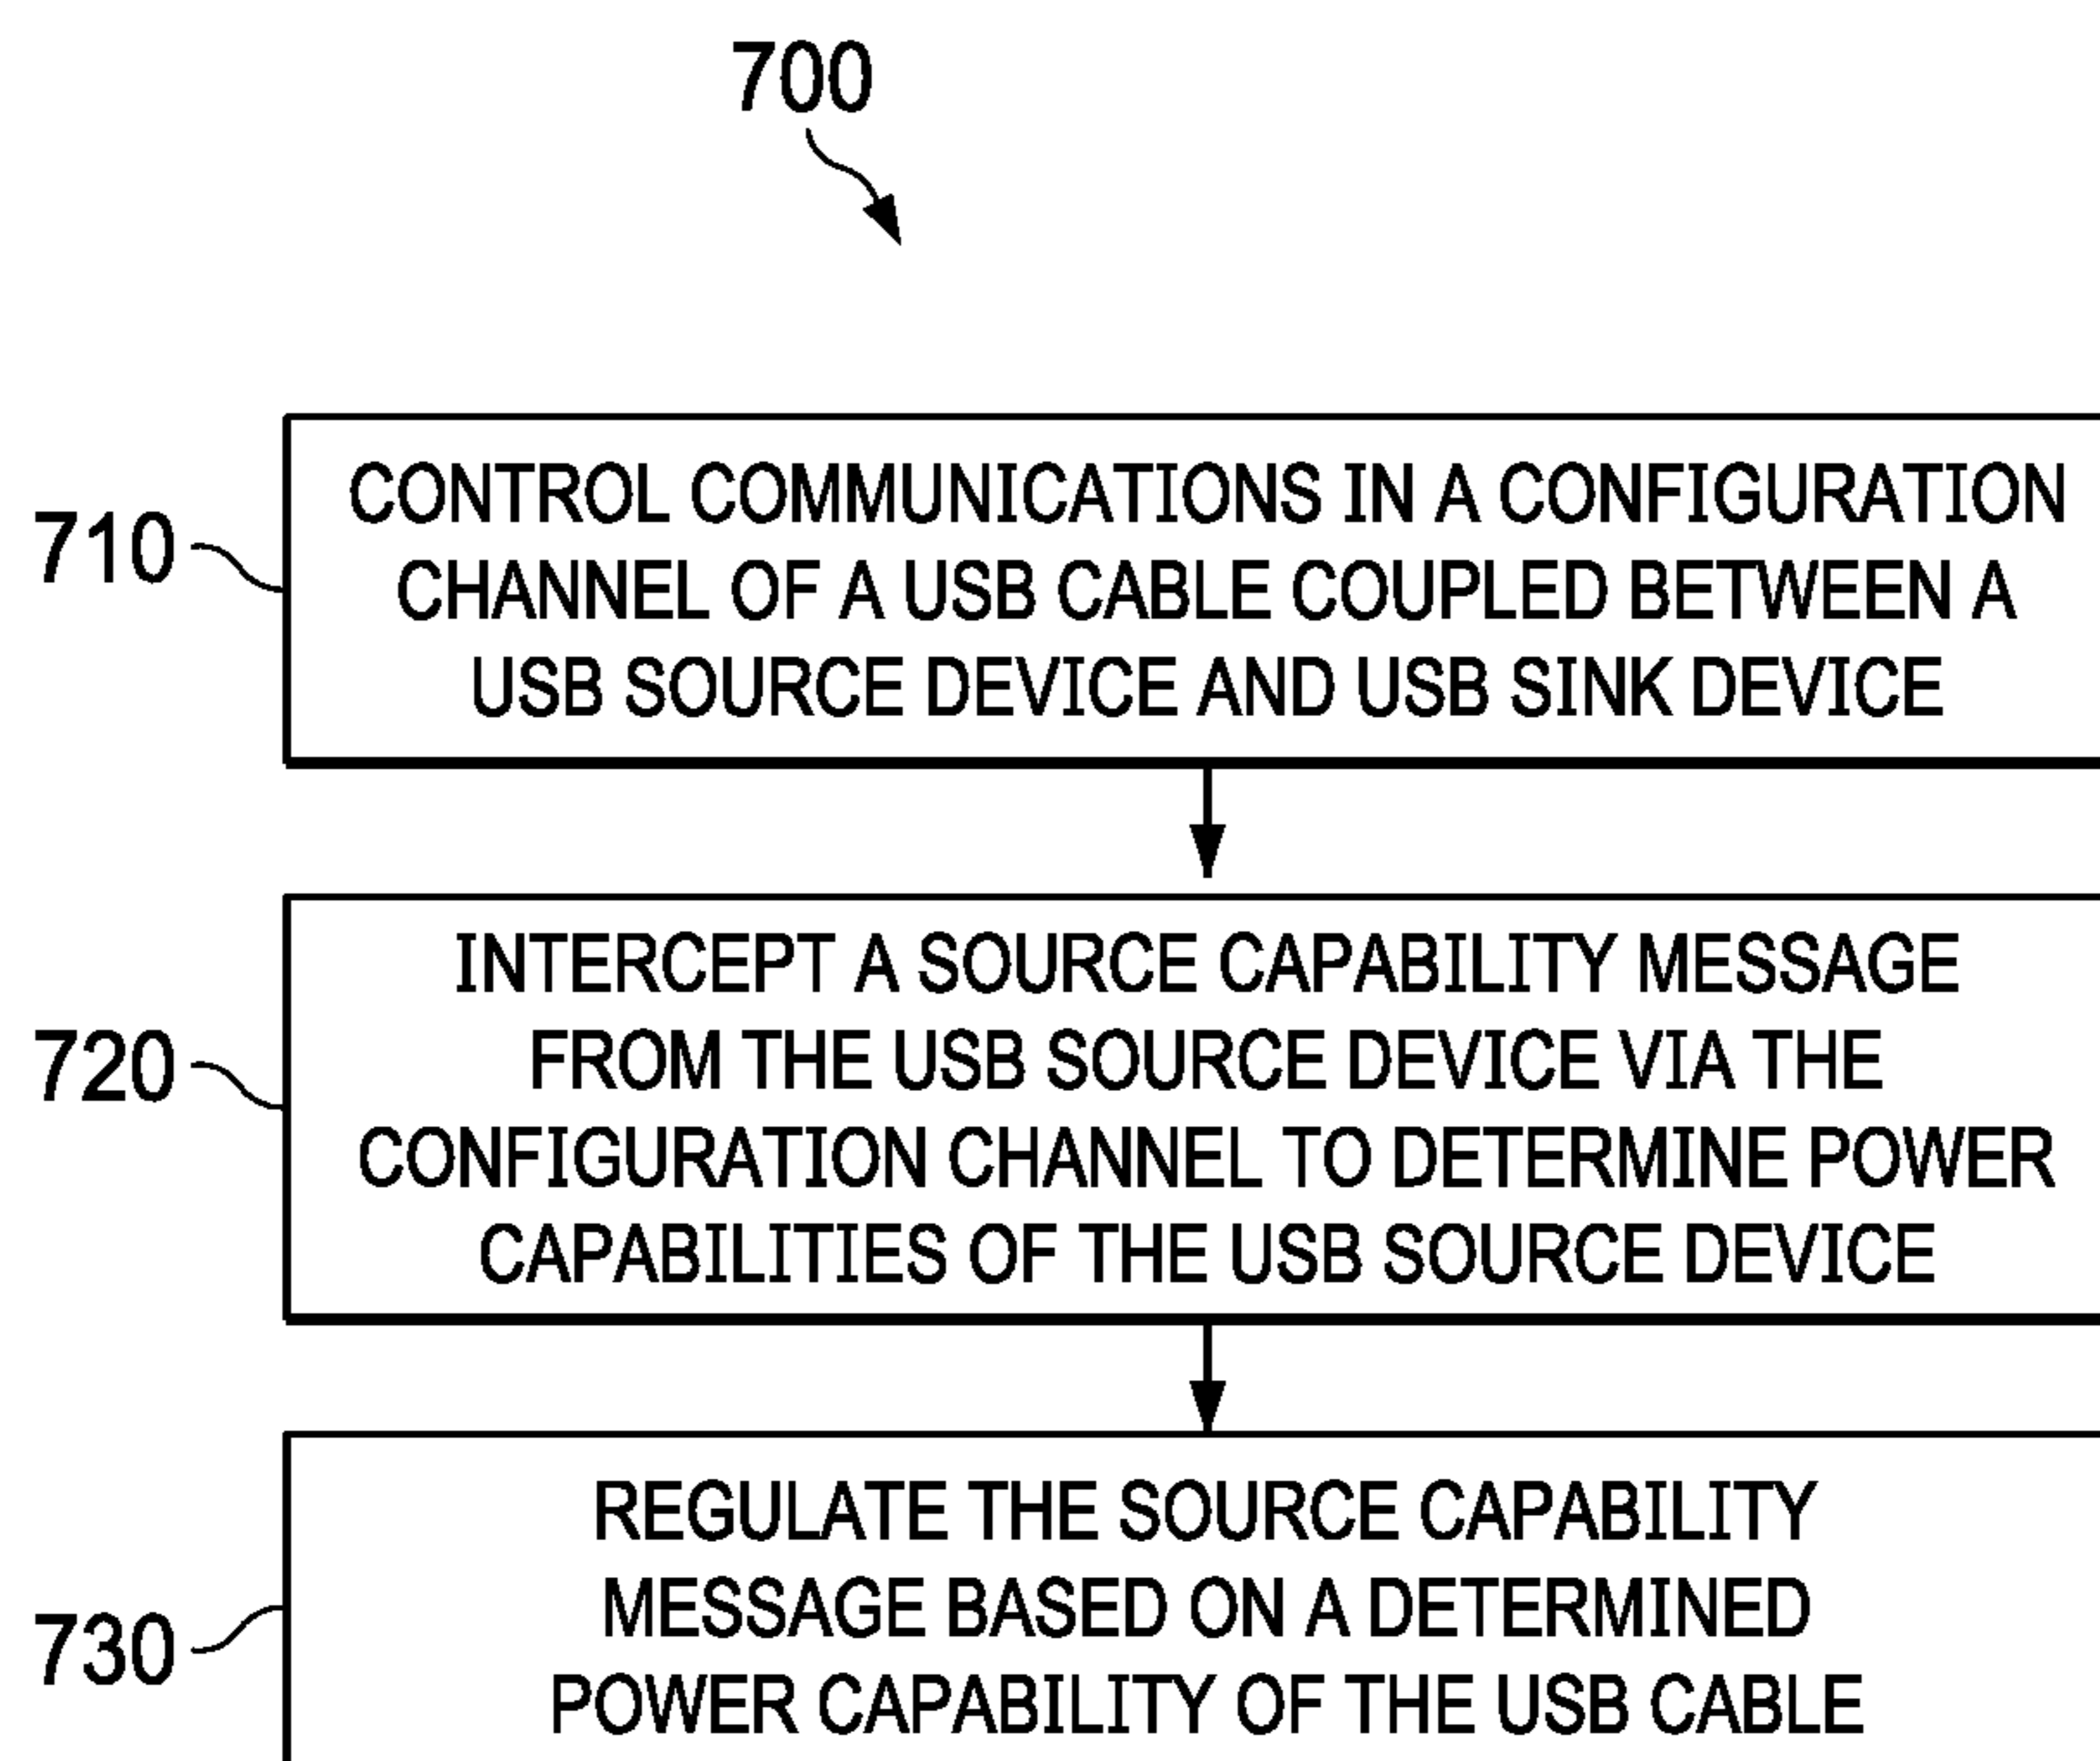 700
710
CONTROL COMMUNICATIONS IN A CONFIGURATION
CHANNEL OF A USB CABLE COUPLED BETWEEN A
USB SOURCE DEVICE AND USB SINK DEVICE
720
INTERCEPT A SOURCE CAPABILITY MESSAGE
FROM THE USB SOURCE DEVICE VIA THE
CONFIGURATION CHANNEL TO DETERMINE POWER
CAPABILITIES OF THE USB SOURCE DEVICE
730
REGULATE THE SOURCE CAPABILITY
MESSAGE BASED ON A DETERMINED
POWER CAPABILITY OF THE USB CABLE